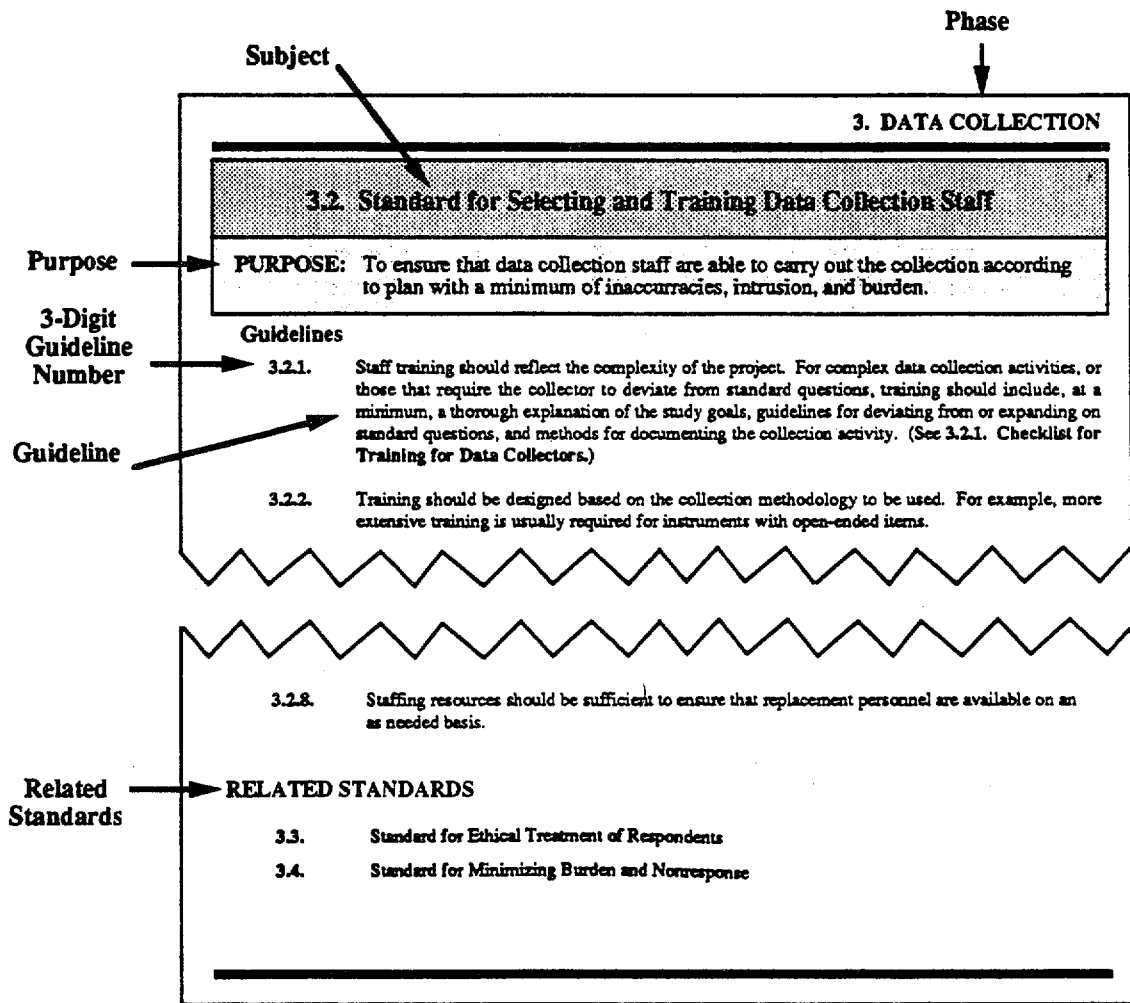 Phase
Subject
3. DATA COLLECTION
3.2. Standard for Selecting and Training Data Collection Staff
Purpose
PURPOSE: To ensure that data collection staff are able to carry out the collection according
to plan with a minimum of inaccurracies, intrusion, and burden.
3-Digit
Guideline
Number
Guidelines
3.2.1. Staff training should reflect the complexity of the project. For complex data collection activities, or
those that require the collector to deviate from standard questions, training should include, at a
minimum, a thorough explanation of the study goals, guidelines for deviating from or expanding on
standard questions, and methods for documenting the collection activity. (See 3.2.1. Checklist for
Training for Data Collectors.)
Guideline
3.2.2. Training should be designed based on the collection methodology to be used. For example, more
extensive training is usually required for instruments with open-ended items.
3.2.8. Staffing resources should be sufficient to ensure that replacement personnel are available on an
as needed basis.
Related
Standards
RELATED STANDARDS
3.3. Standard for Ethical Treatment of Respondents
3.4. Standard for Minimizing Burden and Nonresponse